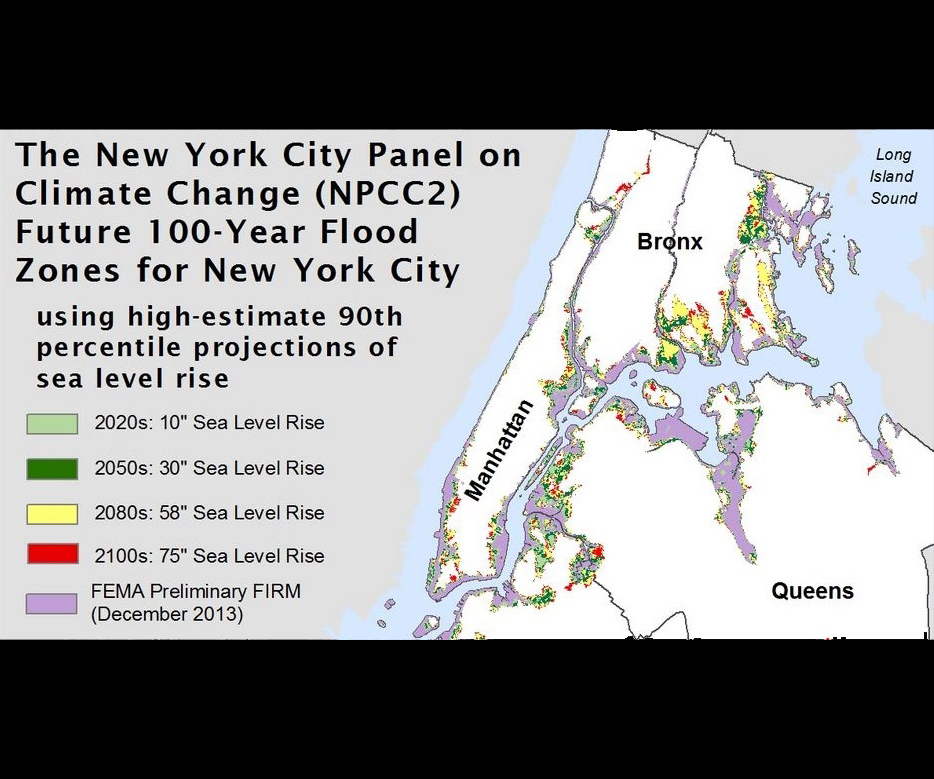 The New York City Panel on
Climate Change (NPCC2)
Future 100-Year Flood
Zones for New York City
using high-estimate 90th
percentile projections of
sea level rise
2020s: 10" Sea Level Rise
2050s: 30" Sea Level Rise
2080s: 58" Sea Level Rise
2100s: 75" Sea Level Rise
FEMA Preliminary FIRM
(December 2013)
Long
Island
Sound
Bronx
Manhattan
Queens